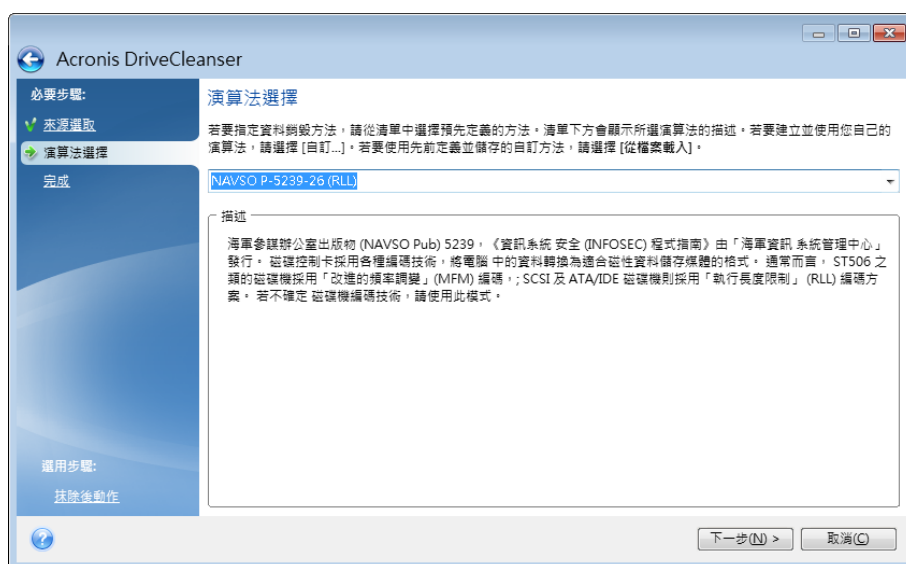 Acronis DriveCleanser
必要步驟:
來源選取
演算法選擇
完成
選用步驟:
抹除後動作
演算法選擇
若要指定資料銷毀方法，請從清單中選擇預先定義的方法。清單下方會顯示所選演算法的描述。若要建立並使用您自己的
演算法，請選擇 [自訂...]。若要使用先前定義並儲存的自訂方法，請選擇 [從檔案載入]。
NAVSO P-5239-26 (RLL)
描述
海軍參謀辦公室出版物 (NAVSO Pub) 5239，《資訊系統 安全 (INFOSEC) 程式指南》由「海軍資訊 系統管理中心」
發行。 磁碟控制卡採用各種編碼技術，將電腦 中的資料轉換為適合磁性資料儲存媒體的格式。 通常而言， ST506 之
類的磁碟機採用「改進的頻率調變」(MFM) 編碼，; SCSI 及 ATA/IDE 磁碟機則採用「執行長度限制」 (RLL) 編碼方
案。 若不確定 磁碟機編碼技術，請使用此模式。
下一步(N) >
取消(C)